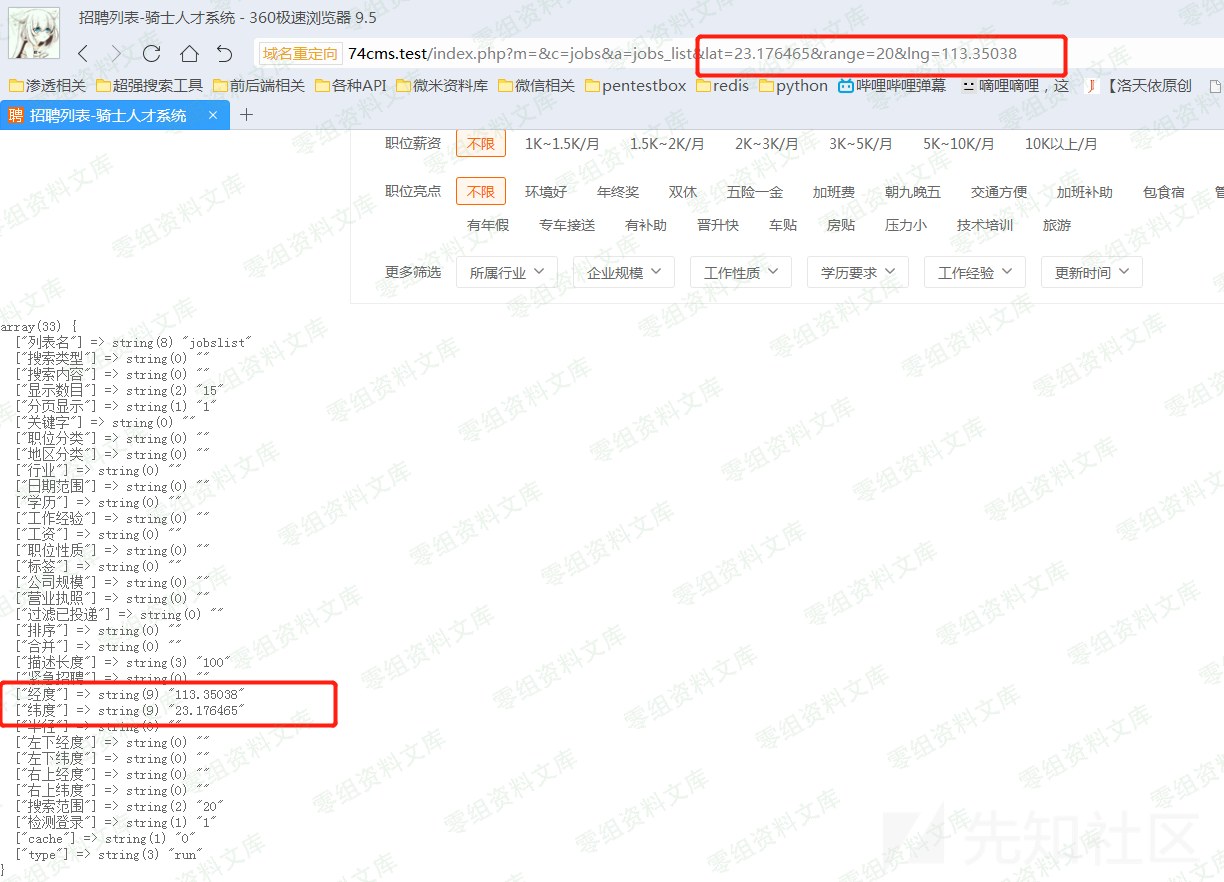 招聘列表-骑士人才系统 - 360极速浏览器 9.5
域名重定向 74cms.test/index.php?m=&c=jobs&a=jobs_list&lat=23.176465&range=20&lng=113.35038
渗透相关 超强搜索工具 前后端相关 各种API 微米资料库 微信相关 pentestbox redis python 哔哩哔哩弹幕 嘀哩嘀哩，这 【洛天依原创
聘 招聘列表-骑士人才系统 × +
职位薪资 不限 1K~1.5K/月 1.5K~2K/月 2K~3K/月 3K~5K/月 5K~10K/月 10K以上/月
职位亮点 不限 环境好 年终奖 双休 五险一金 加班费 朝九晚五 交通方便 加班补助 包食宿
有年假 专车接送 有补助 晋升快 车贴 房贴 压力小 技术培训 旅游
更多筛选 所属行业 企业规模 工作性质 学历要求 工作经验 更新时间
array(33) {
["列表名"] => string(8) "jobslist"
["搜索类型"] => string(0) ""
["搜索内容"] => string(0) ""
["显示数目"] => string(2) "15"
["分页显示"] => string(1) "1"
["关键字"] => string(0) ""
["职位分类"] => string(0) ""
["地区分类"] => string(0) ""
["行业"] => string(0) ""
["日期范围"] => string(0) ""
["学历"] => string(0) ""
["工作经验"] => string(0) ""
["工资"] => string(0) ""
["职位性质"] => string(0) ""
["标签"] => string(0) ""
["公司规模"] => string(0) ""
["营业执照"] => string(0) ""
["过滤已投递"] => string(0) ""
["排序"] => string(0) ""
["合并"] => string(0) ""
["描述长度"] => string(3) "100"
["紧急招聘"] => string(0) ""
["经度"] => string(9) "113.35038"
["纬度"] => string(9) "23.176465"
["半径"] => string(0) ""
["左下经度"] => string(0) ""
["左下纬度"] => string(0) ""
["右上经度"] => string(0) ""
["右上纬度"] => string(0) ""
["搜索范围"] => string(2) "20"
["检测登录"] => string(1) "1"
["cache"] => string(1) "0"
["type"] => string(3) "run"
}
零组资料文库
先知社区